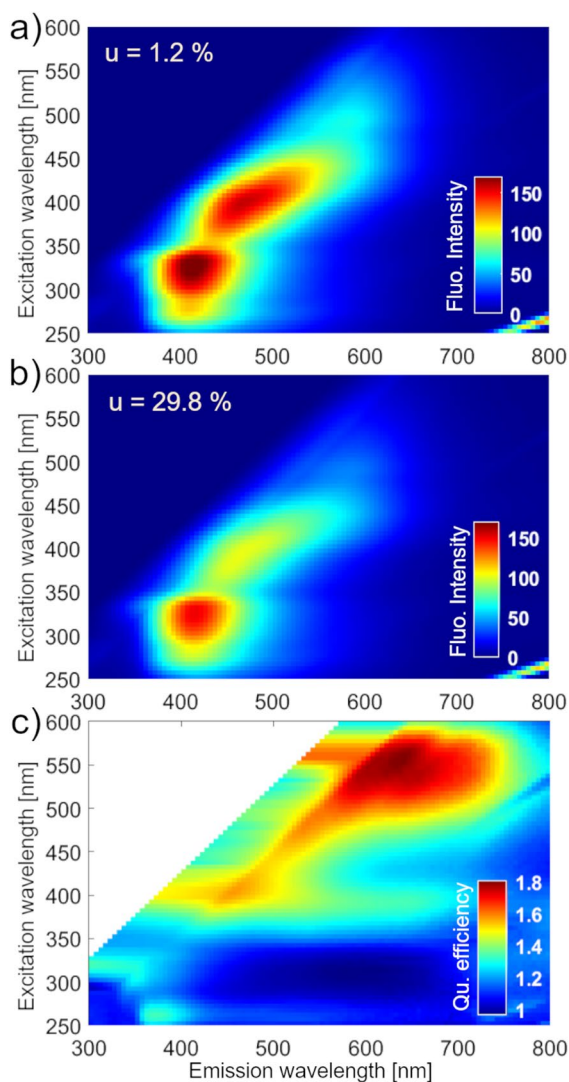 a)
u = 1.2 %
Excitation wavelength [nm]
600
550
500
450
400
350
300
250
Fluo. Intensity
150
100
50
0
300 400 500 600 700 800
b)
u = 29.8 %
Excitation wavelength [nm]
600
550
500
450
400
350
300
250
Fluo. Intensity
150
100
50
0
300 400 500 600 700 800
c)
Excitation wavelength [nm]
600
550
500
450
400
350
300
250
Qu. efficiency
1.8
1.6
1.4
1.2
1
300 400 500 600 700 800
Emission wavelength [nm]